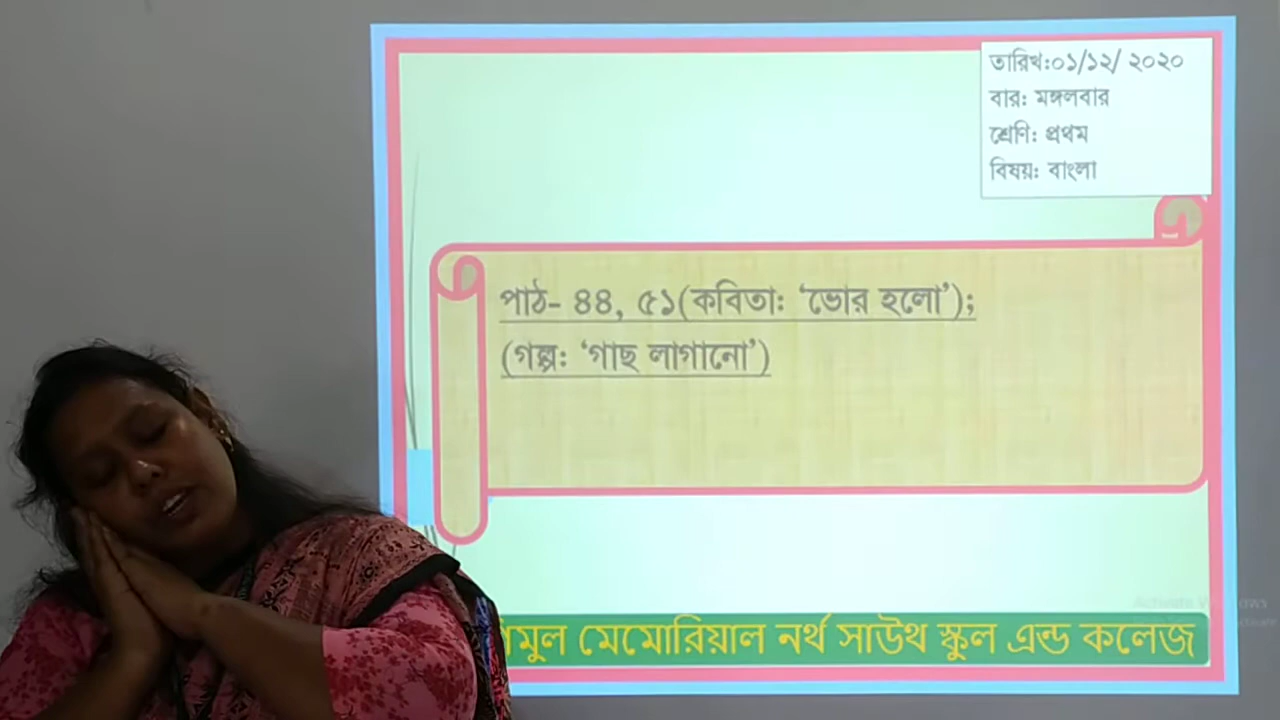 তারিখ:০১/১২/ ২০২০
বার: মঙ্গলবার
শ্রেণি: প্রথম
বিষয়: বাংলা
পাঠ- ৪৪, ৫১(কবিতা: ‘ভোর হলো’);
(গল্প: ‘গাছ লাগানো’)
মেমোরিয়াল নর্থ সাউথ স্কুল এন্ড কলেজ